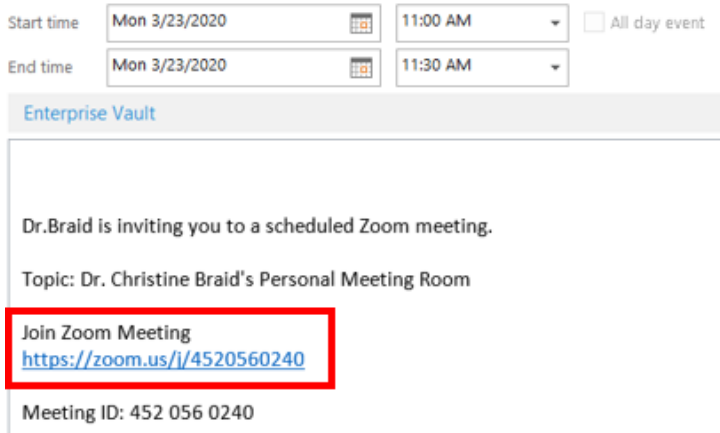 Start time Mon 3/23/2020 11:00 AM All day event
End time Mon 3/23/2020 11:30 AM
Enterprise Vault
Dr.Braid is inviting you to a scheduled Zoom meeting.
Topic: Dr. Christine Braid's Personal Meeting Room
Join Zoom Meeting
https://zoom.us/j/4520560240
Meeting ID: 452 056 0240